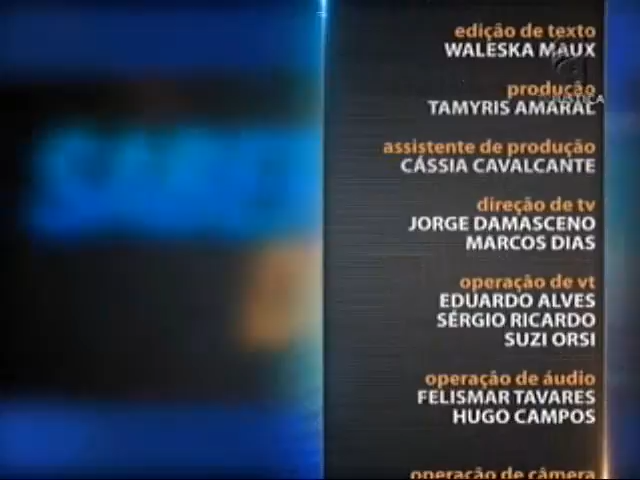 edição de texto
WALESKA MAUX
produção
TAMYRIS AMARAL
JUSTIÇA
assistente de produção
CÁSSIA CAVALCANTE
direção de tv
JORGE DAMASCENO
MARCOS DIAS
operação de vt
EDUARDO ALVES
SÉRGIO RICARDO
SUZI ORSI
operação de áudio
FELISMAR TAVARES
HUGO CAMPOS
operação de câmera